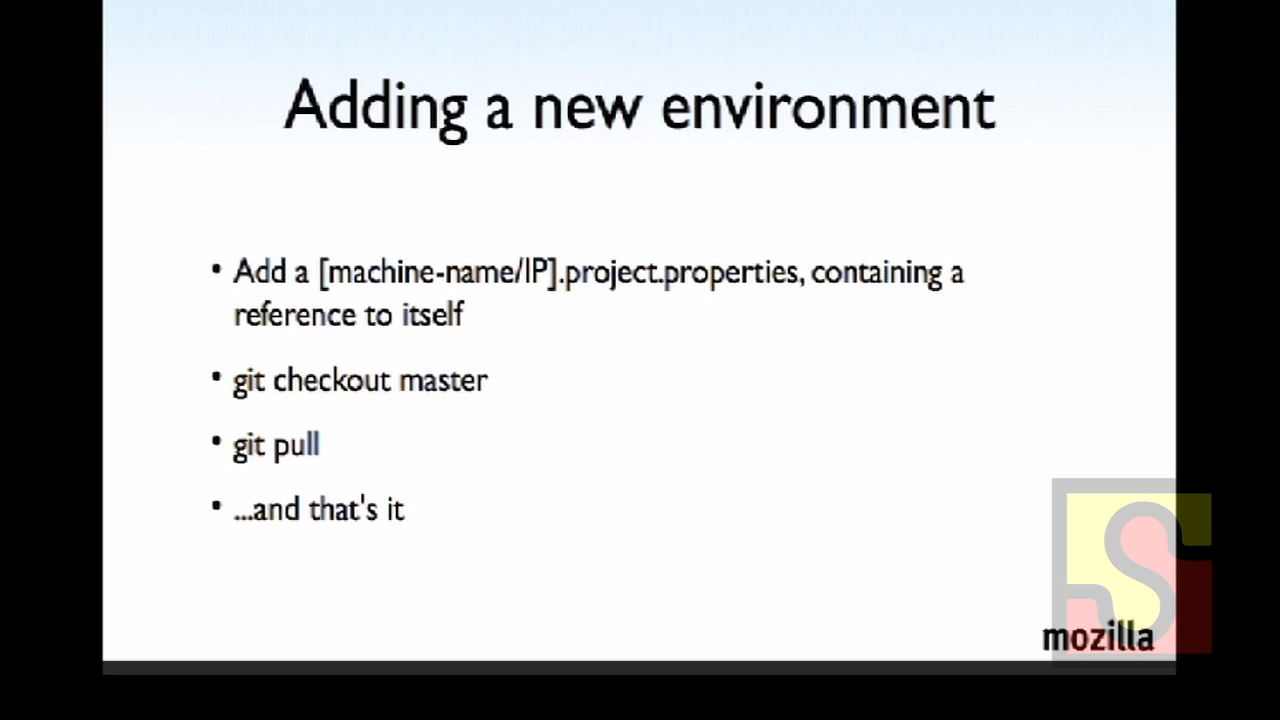 Adding a new environment
• Add a [machine-name/IP].project.properties, containing a
reference to itself
• git checkout master
• git pull
• ...and that's it
mozilla